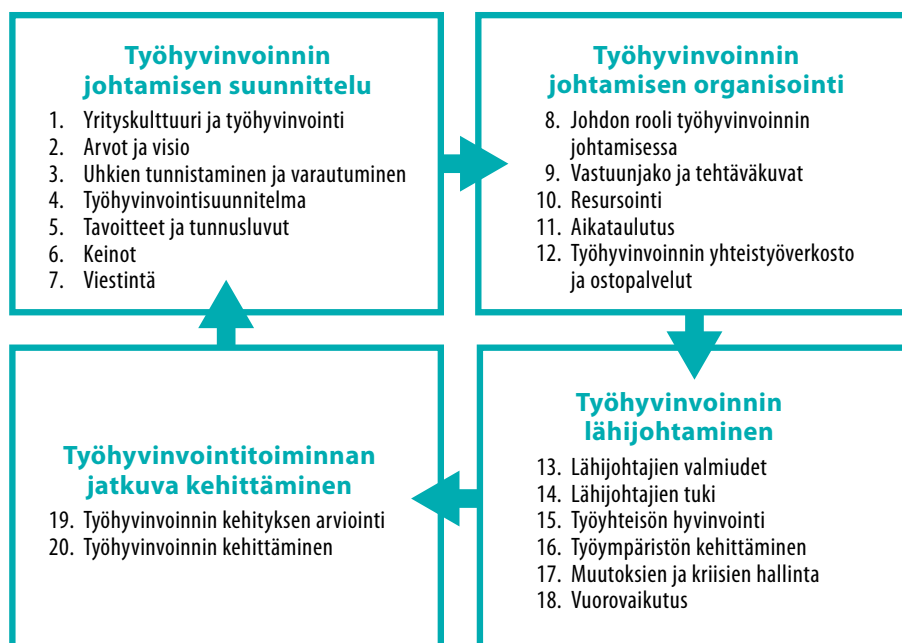 Työhyvinvoinnin
johtamisen suunnittelu
1. Yrityskulttuuri ja työhyvinvointi
2. Arvot ja visio
3. Uhkien tunnistaminen ja varautuminen
4. Työhyvinvointisuunnitelma
5. Tavoitteet ja tunnusluvut
6. Keinot
7. Viestintä
Työhyvinvoinnin
johtamisen organisointi
8. Johdon rooli työhyvinvoinnin
johtamisessa
9. Vastuunjako ja tehtäväkuvat
10. Resursointi
11. Aikataulutus
12. Työhyvinvoinnin yhteistyöverkosto
ja ostopalvelut
Työhyvinvoinnin
lähijohtaminen
13. Lähijohtajien valmiudet
14. Lähijohtajien tuki
15. Työyhteisön hyvinvointi
16. Työympäristön kehittäminen
17. Muutoksien ja kriisien hallinta
18. Vuorovaikutus
Työhyvinvointitoiminnan
jatkuva kehittäminen
19. Työhyvinvoinnin kehityksen arviointi
20. Työhyvinvoinnin kehittäminen